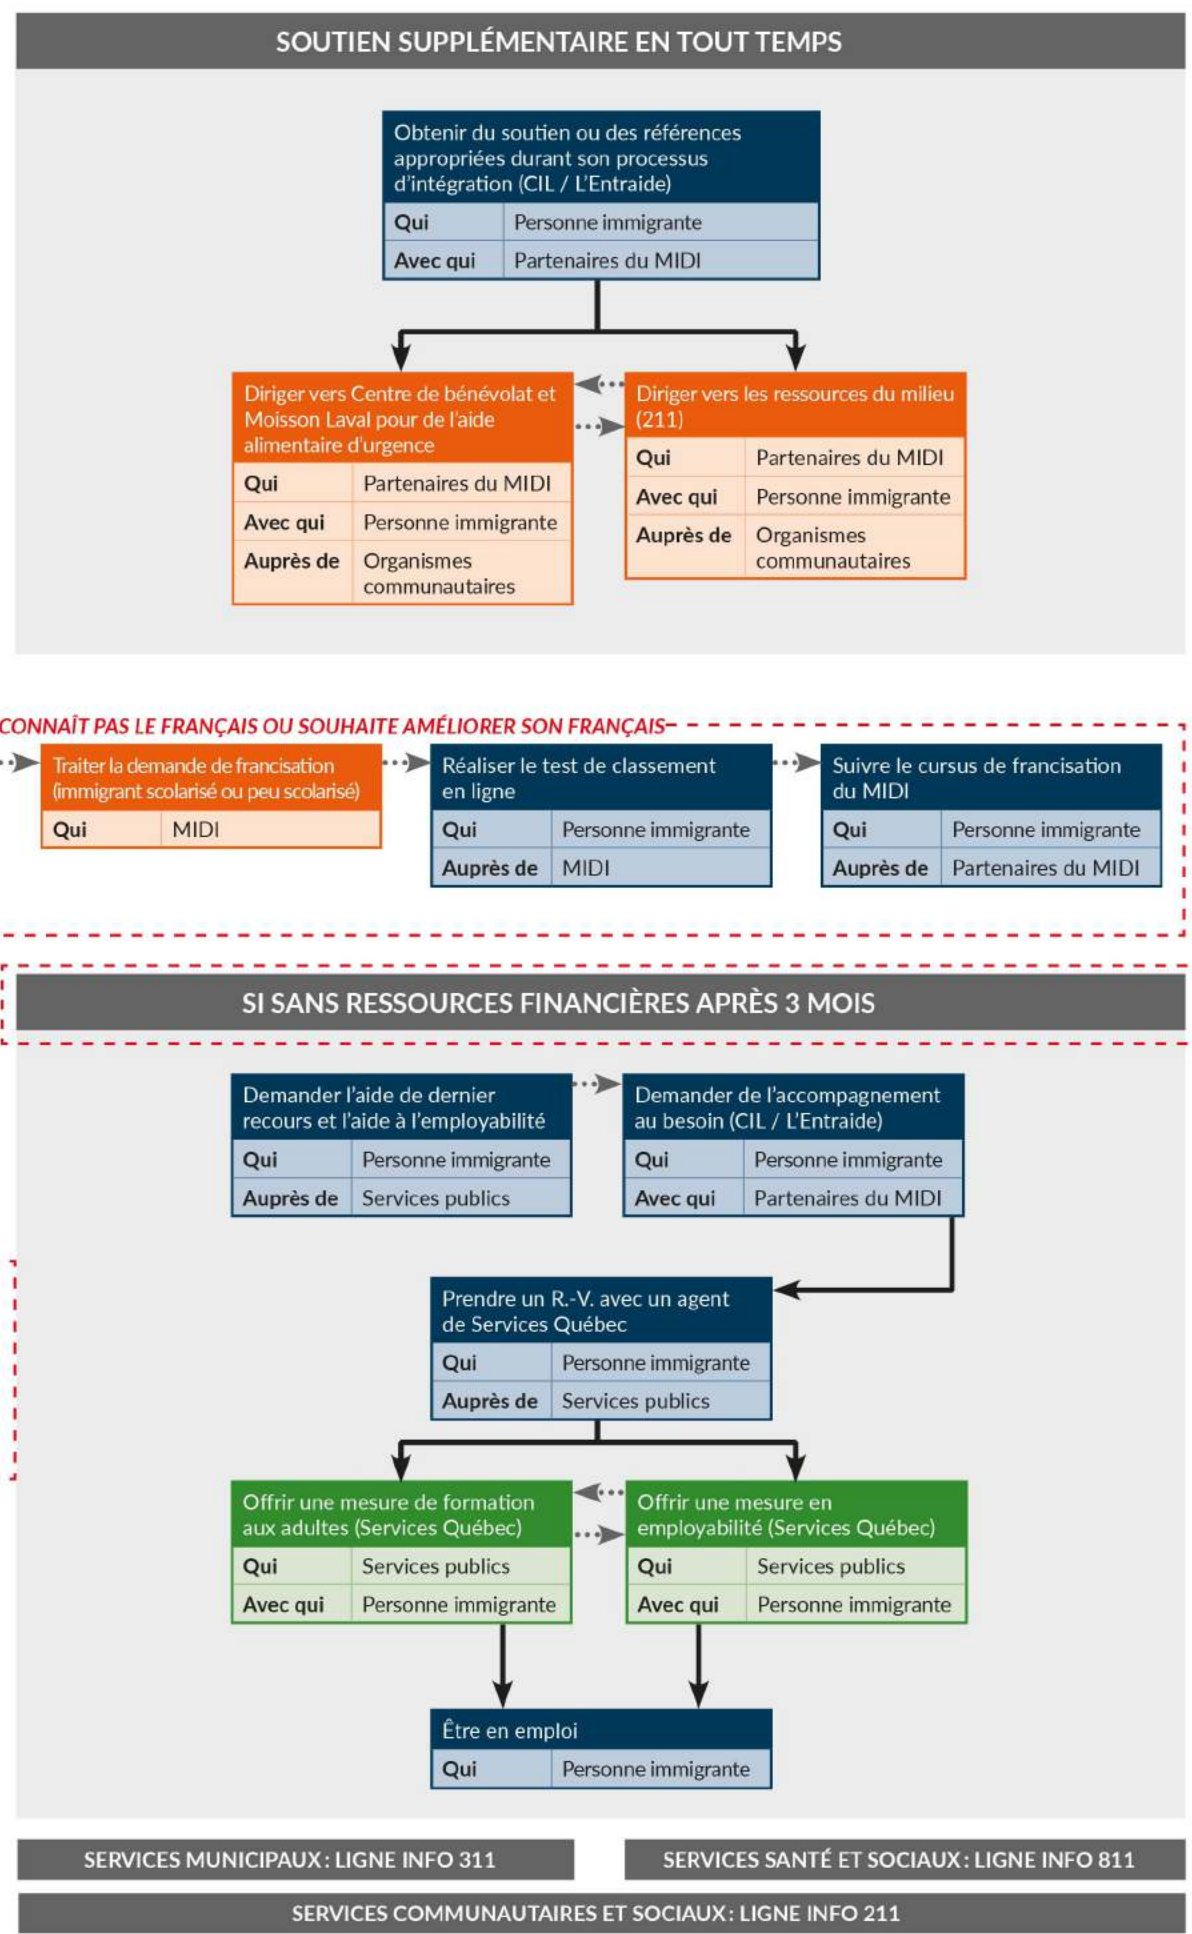 SOUTIEN SUPPLÉMENTAIRE EN TOUT TEMPS
Obtenir du soutien ou des références
appropriées durant son processus
d'intégration (CIL / L'Entraide)
Qui Personne immigrante
Avec qui Partenaires du MIDI
Diriger vers Centre de bénévolat et
Moisson Laval pour de l'aide
alimentaire d'urgence
Qui Partenaires du MIDI
Avec qui Personne immigrante
Auprès de Organismes
communautaires
Diriger vers les ressources du milieu
(211)
Qui Partenaires du MIDI
Avec qui Personne immigrante
Auprès de Organismes
communautaires
CONNAÎT PAS LE FRANÇAIS OU SOUHAITE AMÉLIORER SON FRANÇAIS
Traiter la demande de francisation
(immigrant scolarisé ou peu scolarisé)
Qui MIDI
Réaliser le test de classement
en ligne
Qui Personne immigrante
Auprès de MIDI
Suivre le cursus de francisation
du MIDI
Qui Personne immigrante
Auprès de Partenaires du MIDI
SI SANS RESSOURCES FINANCIÈRES APRÈS 3 MOIS
Demander l'aide de dernier
recours et l'aide à l'employabilité
Qui Personne immigrante
Auprès de Services publics
Demander de l'accompagnement
au besoin (CIL / L'Entraide)
Qui Personne immigrante
Avec qui Partenaires du MIDI
Prendre un R.-V. avec un agent
de Services Québec
Qui Personne immigrante
Auprès de Services publics
Offrir une mesure de formation
aux adultes (Services Québec)
Qui Services publics
Avec qui Personne immigrante
Offrir une mesure en
employabilité (Services Québec)
Qui Services publics
Avec qui Personne immigrante
Être en emploi
Qui Personne immigrante
SERVICES MUNICIPAUX : LIGNE INFO 311
SERVICES SANTÉ ET SOCIAUX : LIGNE INFO 811
SERVICES COMMUNAUTAIRES ET SOCIAUX : LIGNE INFO 211